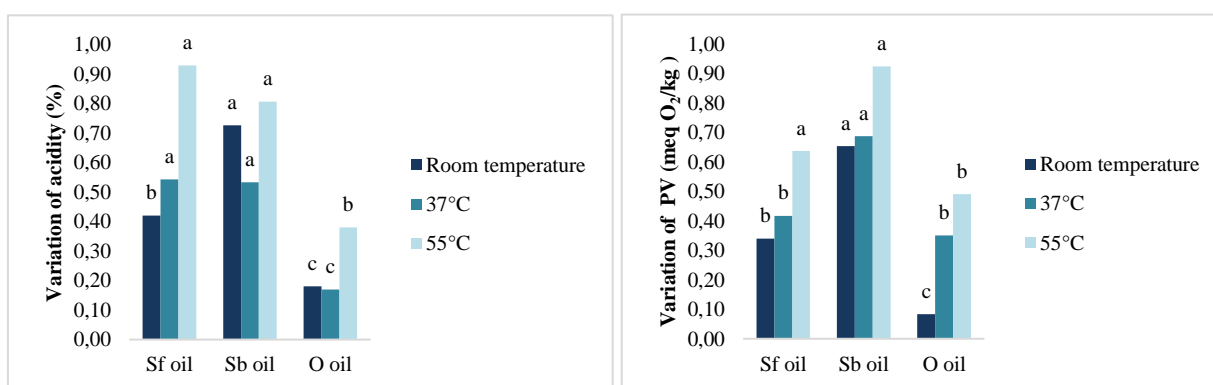 Variation of acidity (%)
1,00
0,90
0,80
0,70
0,60
0,50
0,40
0,30
0,20
0,10
0,00
b
a
a
a
a
a
c
c
b
Sf oil
Sb oil
O oil
Room temperature
37°C
55°C
Variation of PV (meq O₂/kg )
1,00
0,90
0,80
0,70
0,60
0,50
0,40
0,30
0,20
0,10
0,00
b
b
a
a
a
a
c
b
b
Sf oil
Sb oil
O oil
Room temperature
37°C
55°C